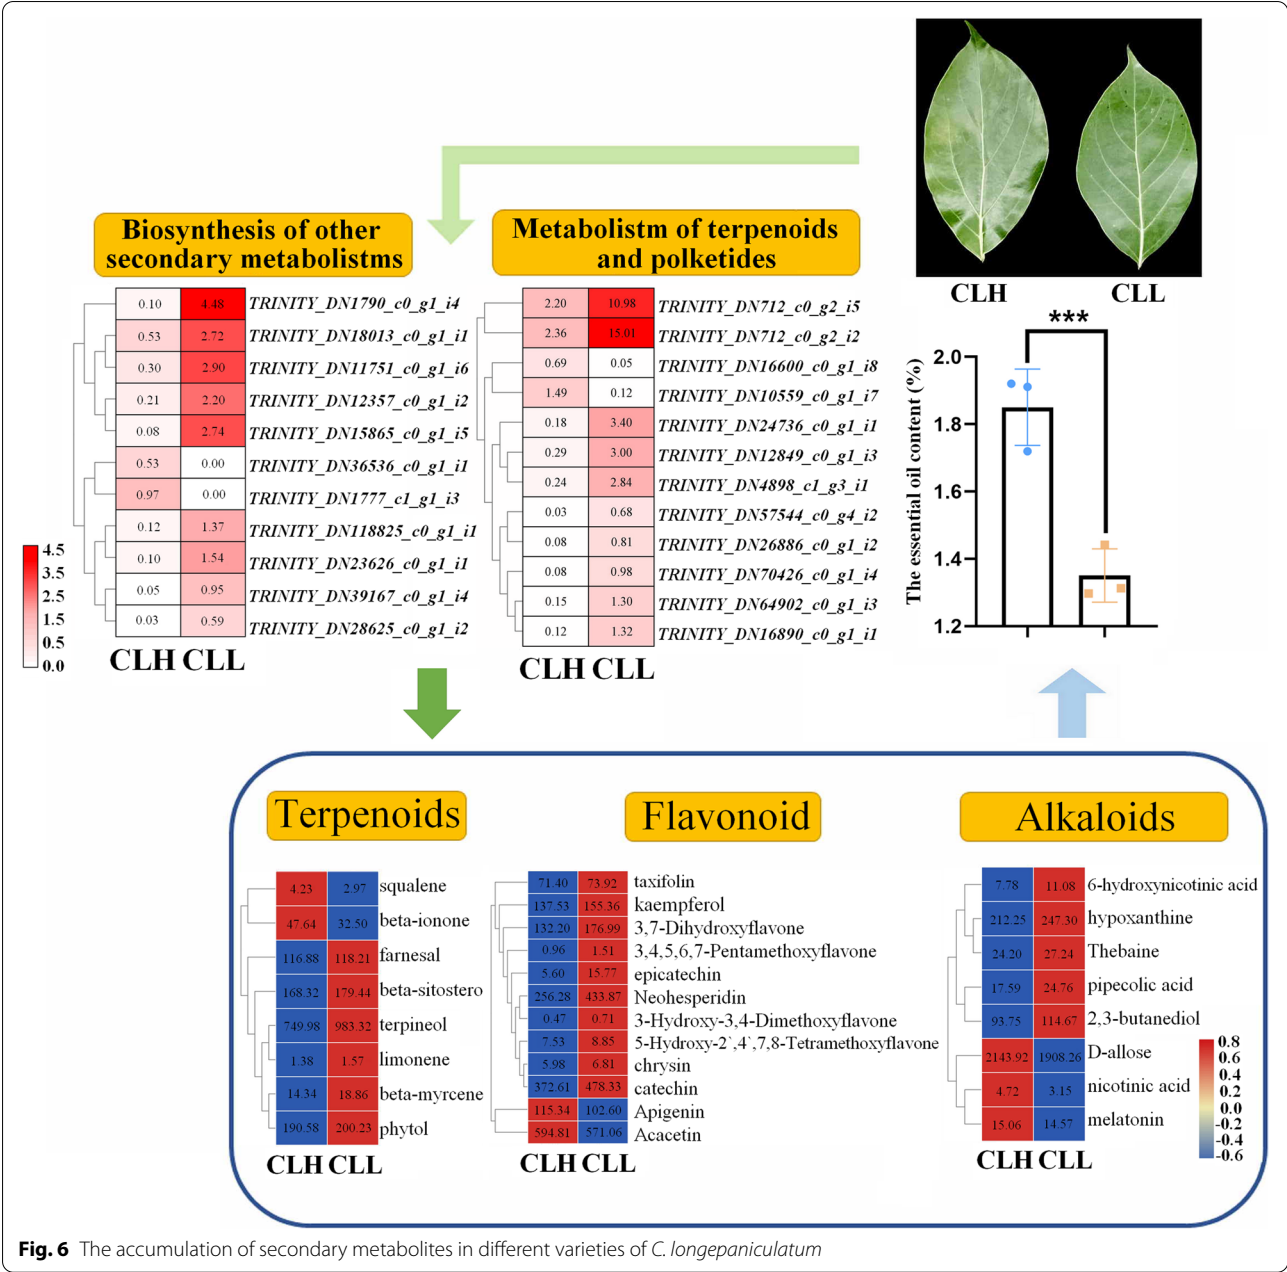 CLH CLL
Biosynthesis of other
secondary metabolistms
0.10 4.48 TRINITY_DN1790_c0_g1_i4
0.53 2.72 TRINITY_DN18013_c0_g1_i1
0.30 2.90 TRINITY_DN11751_c0_g1_i6
0.21 2.20 TRINITY_DN12357_c0_g1_i2
0.08 2.74 TRINITY_DN15865_c0_g1_i5
0.53 0.00 TRINITY_DN36536_c0_g1_i1
0.97 0.00 TRINITY_DN1777_c1_g1_i3
0.12 1.37 TRINITY_DN118825_c0_g1_i1
0.10 1.54 TRINITY_DN23626_c0_g1_i1
0.05 0.95 TRINITY_DN39167_c0_g1_i4
0.03 0.59 TRINITY_DN28625_c0_g1_i2
CLH CLL
4.5
3.5
2.5
1.5
0.5
0.0
Metabolistm of terpenoids
and polketides
2.20 10.98 TRINITY_DN712_c0_g2_i5
2.36 15.01 TRINITY_DN712_c0_g2_i2
0.69 0.05 TRINITY_DN16600_c0_g1_i8
1.49 0.12 TRINITY_DN10559_c0_g1_i7
0.18 3.40 TRINITY_DN24736_c0_g1_i1
0.29 3.00 TRINITY_DN12849_c0_g1_i3
0.24 2.84 TRINITY_DN4898_c1_g3_i1
0.03 0.68 TRINITY_DN57544_c0_g4_i2
0.08 0.81 TRINITY_DN26886_c0_g1_i2
0.08 0.98 TRINITY_DN70426_c0_g1_i4
0.15 1.30 TRINITY_DN64902_c0_g1_i3
0.12 1.32 TRINITY_DN16890_c0_g1_i1
CLH CLL
***
The essential oil content (%)
2.0
1.8
1.6
1.4
1.2
Terpenoids
4.23 2.97 squalene
47.64 32.50 beta-ionone
116.88 118.21 farnesal
168.32 179.44 beta-sitostero
749.98 983.32 terpineol
1.38 1.57 limonene
14.34 18.86 beta-myrcene
190.58 200.23 phytol
CLH CLL
Flavonoid
71.40 73.92 taxifolin
137.53 155.36 kaempferol
132.20 176.99 3,7-Dihydroxyflavone
0.96 1.51 3,4,5,6,7-Pentamethoxyflavone
5.60 15.77 epicatechin
256.28 433.87 Neohesperidin
0.47 0.71 3-Hydroxy-3,4-Dimethoxyflavone
7.53 8.85 5-Hydroxy-2`,4`,7,8-Tetramethoxyflavone
5.98 6.81 chrysin
372.61 478.33 catechin
115.34 102.60 Apigenin
594.81 571.06 Acacetin
CLH CLL
Alkaloids
7.78 11.08 6-hydroxynicotinic acid
212.25 247.30 hypoxanthine
24.20 27.24 Thebaine
17.59 24.76 pipecolic acid
93.75 114.67 2,3-butanediol
2143.92 1908.26 D-allose
4.72 3.15 nicotinic acid
15.06 14.57 melatonin
CLH CLL
0.8
0.6
0.4
0.2
0.0
-0.2
-0.4
-0.6
Fig. 6 The accumulation of secondary metabolites in different varieties of C. longepaniculatum